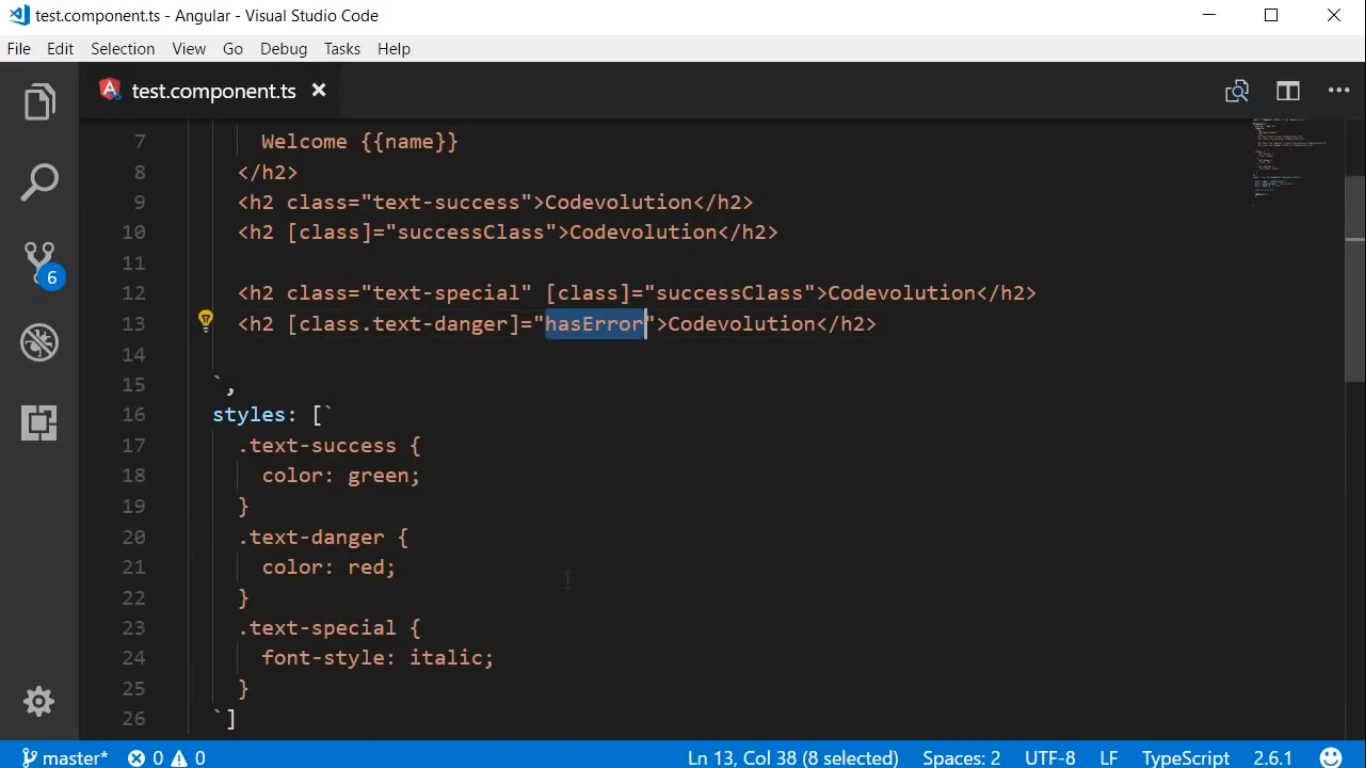 test.component.ts - Angular - Visual Studio Code
File Edit Selection View Go Debug Tasks Help
test.component.ts
7 Welcome {{name}}
8 </h2>
9 <h2 class="text-success">Codevolution</h2>
10 <h2 [class]="successClass">Codevolution</h2>
11
12 <h2 class="text-special" [class]="successClass">Codevolution</h2>
13 <h2 [class.text-danger]="hasError">Codevolution</h2>
14
15 `,
16 styles: [`
17 .text-success {
18 color: green;
19 }
20 .text-danger {
21 color: red;
22 }
23 .text-special {
24 font-style: italic;
25 }
26 `]
6
master* 0 0 Ln 13, Col 38 (8 selected) Spaces: 2 UTF-8 LF TypeScript 2.6.1